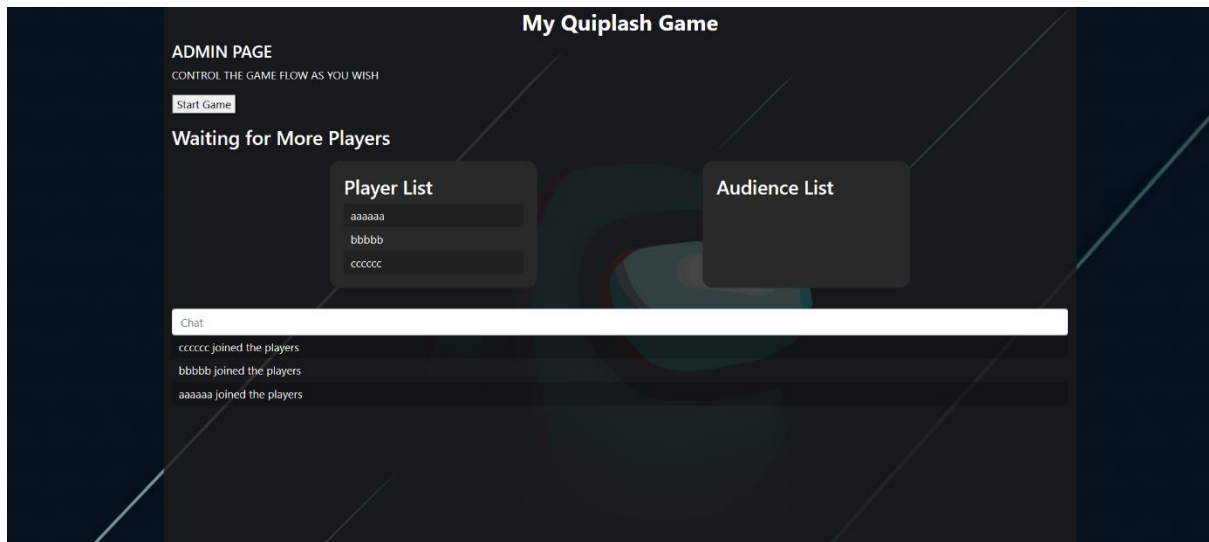 My Quiplash Game
ADMIN PAGE
CONTROL THE GAME FLOW AS YOU WISH
Start Game
Waiting for More Players
Player List
aaaaaa
bbbbb
cccccc
Audience List
Chat
cccccc joined the players
bbbbb joined the players
aaaaaa joined the players